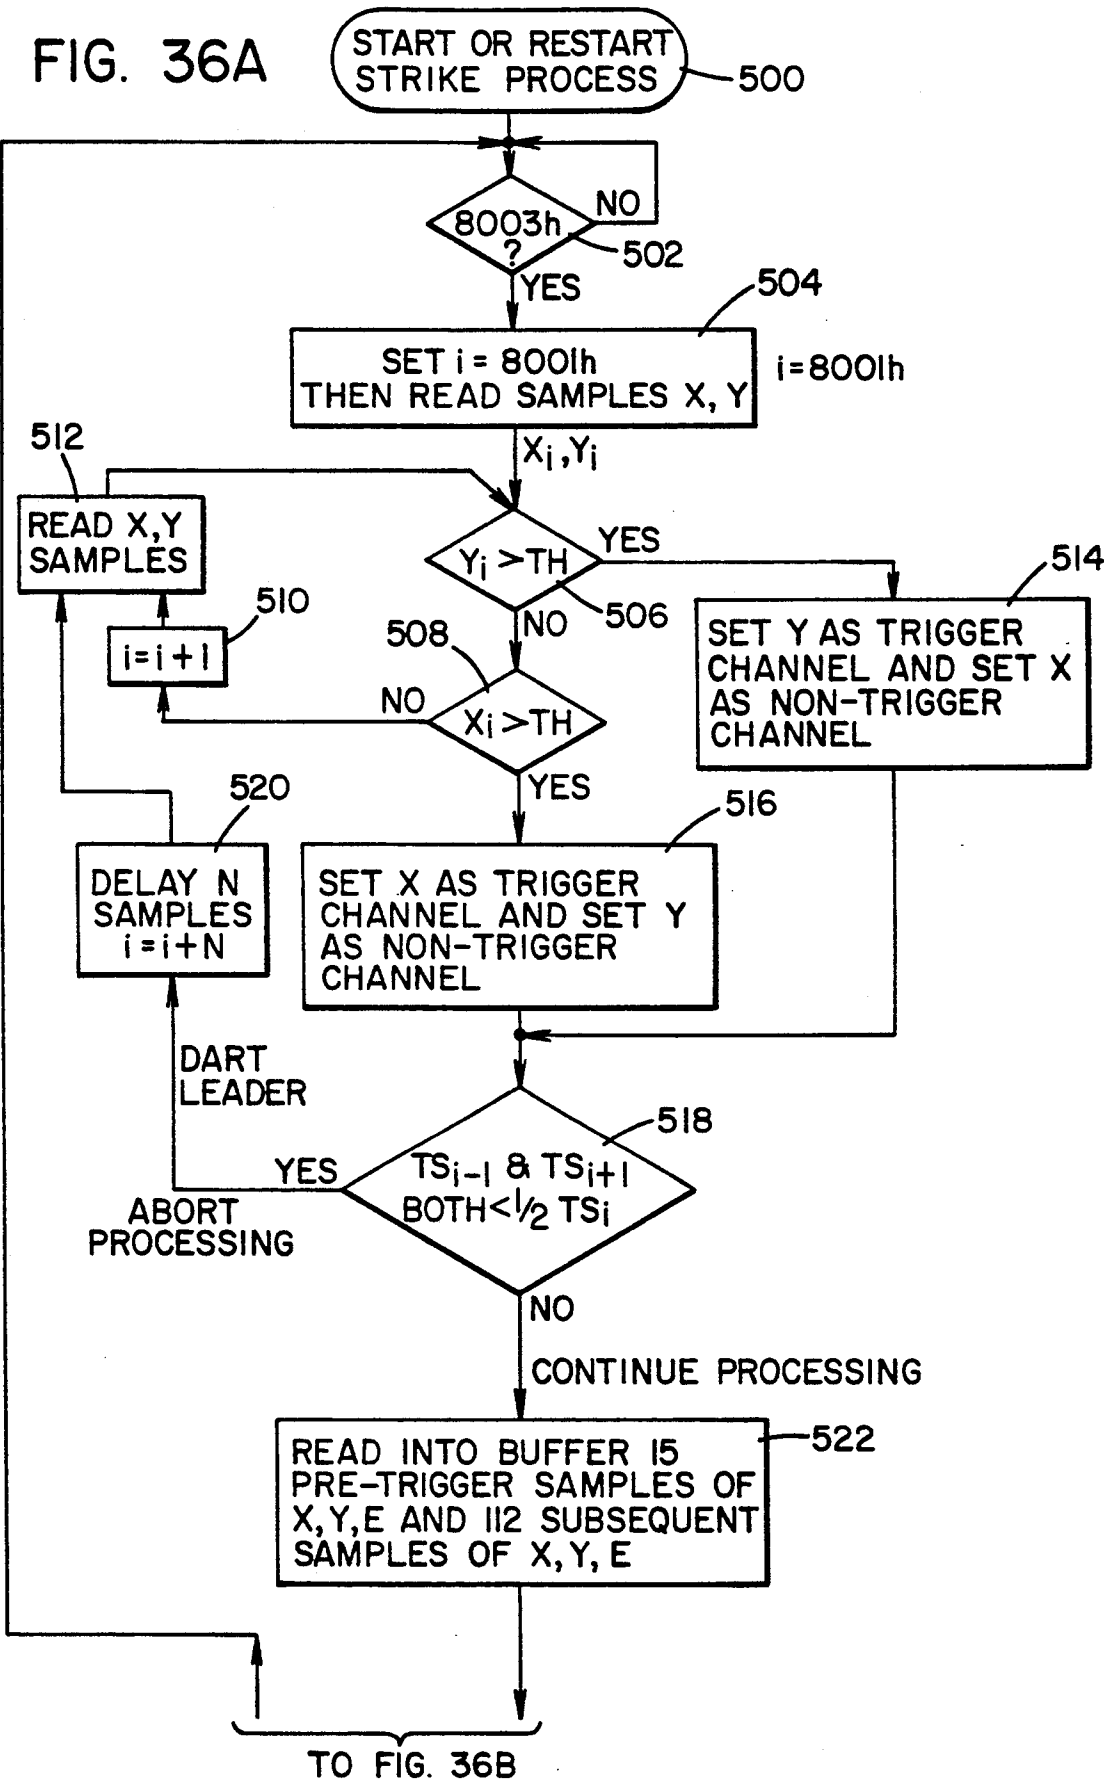 FIG. 36A
START OR RESTART
STRIKE PROCESS
500
8003h
?
NO
502
YES
504
SET i = 8001h
THEN READ SAMPLES X, Y
i=8001h
Xi,Yi
512
READ X,Y
SAMPLES
Yi >TH
YES
506
NO
514
SET Y AS TRIGGER
CHANNEL AND SET X
AS NON-TRIGGER
CHANNEL
510
i=i+1
508
NO
Xi >TH
YES
520
DELAY N
SAMPLES
i=i+N
516
SET X AS TRIGGER
CHANNEL AND SET Y
AS NON-TRIGGER
CHANNEL
DART
LEADER
518
TSi-1 & TSi+1
BOTH<1/2 TSi
YES
ABORT
PROCESSING
NO
CONTINUE PROCESSING
522
READ INTO BUFFER 15
PRE-TRIGGER SAMPLES OF
X,Y,E AND 112 SUBSEQUENT
SAMPLES OF X,Y,E
TO FIG. 36B